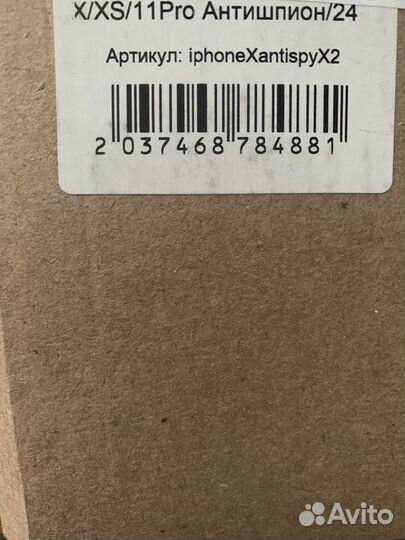 X/XS/11Pro Антишпион/24
Артикул: iphoneXantispyX2
2 037468 784881
Avito